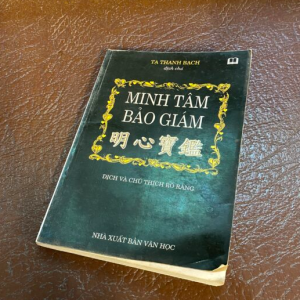 TẠ THANH BẠCH
dịch chú
MINH TÂM
BẢO GIÁM
明心寶鑑
DỊCH VÀ CHÚ THÍCH RÕ RÀNG
NHÀ XUẤT BẢN VĂN HỌC